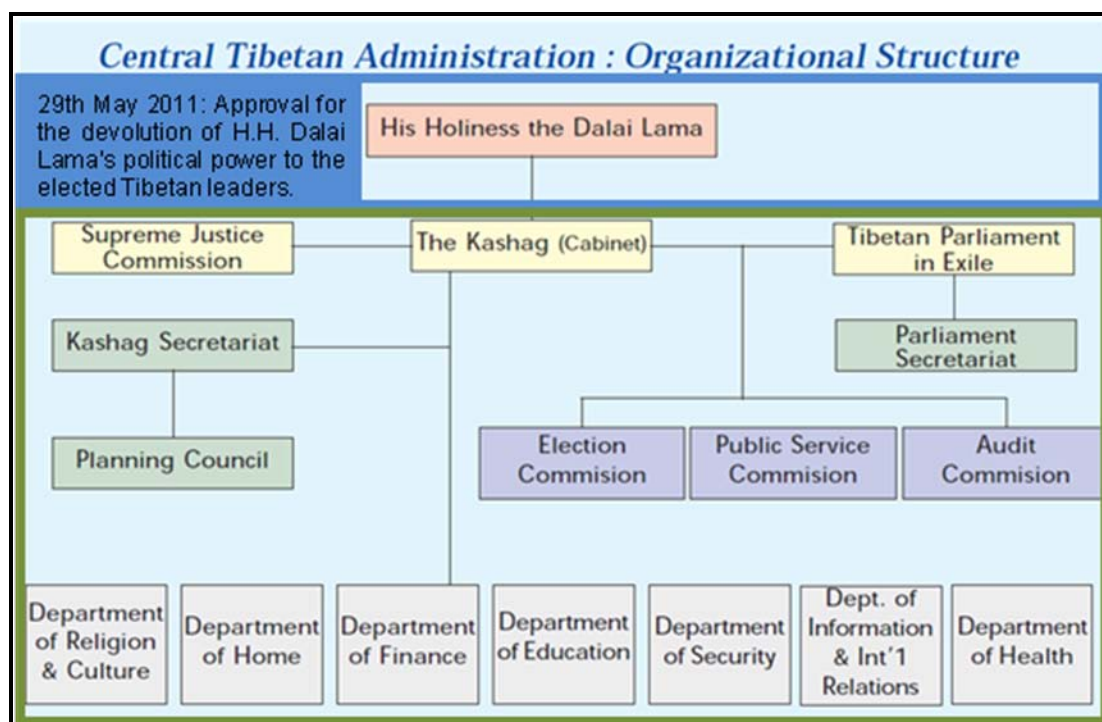 Central Tibetan Administration : Organizational Structure
29th May 2011: Approval for
the devolution of H.H. Dalai
Lama's political power to the
elected Tibetan leaders.
His Holiness the Dalai Lama
Supreme Justice
Commission
The Kashag (Cabinet)
Tibetan Parliament
in Exile
Kashag Secretariat
Parliament
Secretariat
Planning Council
Election
Commision
Public Service
Commision
Audit
Commision
Department
of Religion
& Culture
Department
of Home
Department
of Finance
Department
of Education
Department
of Security
Dept. of
Information
& Int'1
Relations
Department
of Health